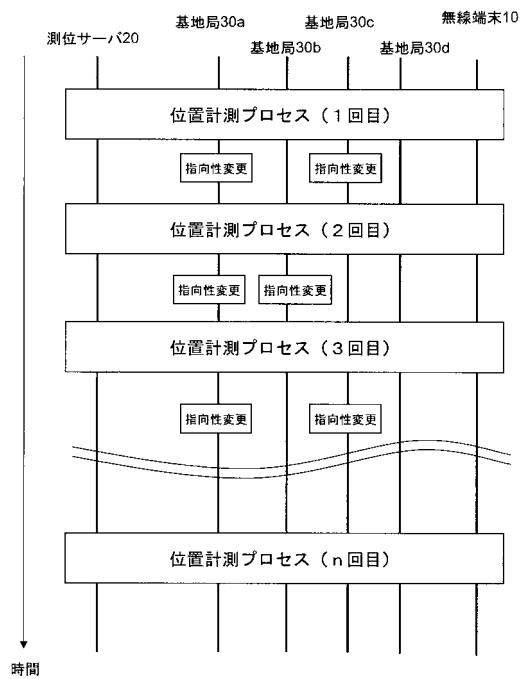 測位サーバ20
基地局30a
基地局30b
基地局30c
基地局30d
無線端末10
位置計測プロセス（１回目）
指向性変更
指向性変更
位置計測プロセス（２回目）
指向性変更
指向性変更
位置計測プロセス（３回目）
指向性変更
指向性変更
位置計測プロセス（ｎ回目）
時間